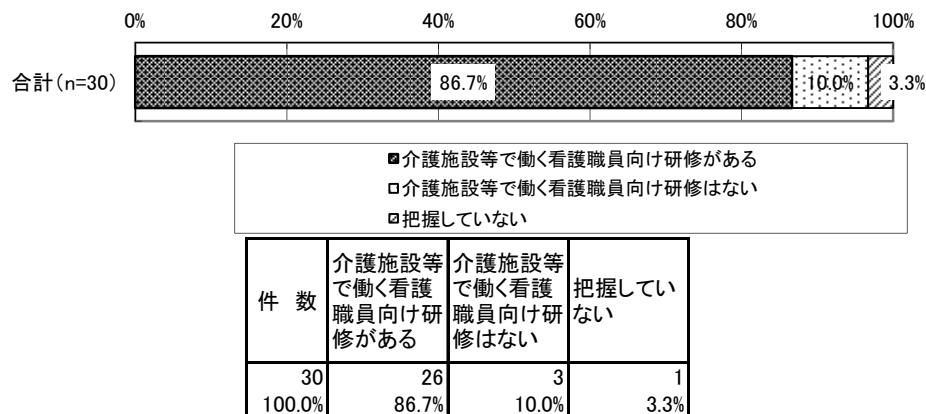 0% 20% 40% 60% 80% 100%
合計(n=30) 86.7% 10.0% 3.3%
介護施設等で働く看護職員向け研修がある
介護施設等で働く看護職員向け研修はない
把握していない
件 数
介護施設等
で働く看護
職員向け研
修がある
介護施設等
で働く看護
職員向け研
修はない
把握してい
ない
30 26 3 1
100.0% 86.7% 10.0% 3.3%